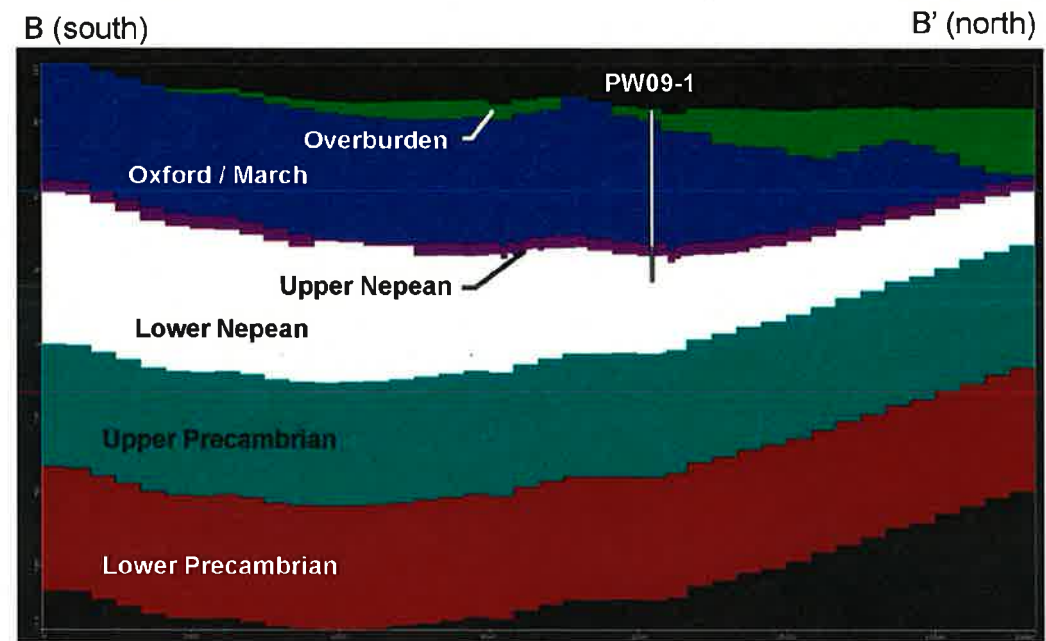 B (south)
B' (north)
PW09-1
Overburden
Oxford / March
Upper Nepean
Lower Nepean
Upper Precambrian
Lower Precambrian